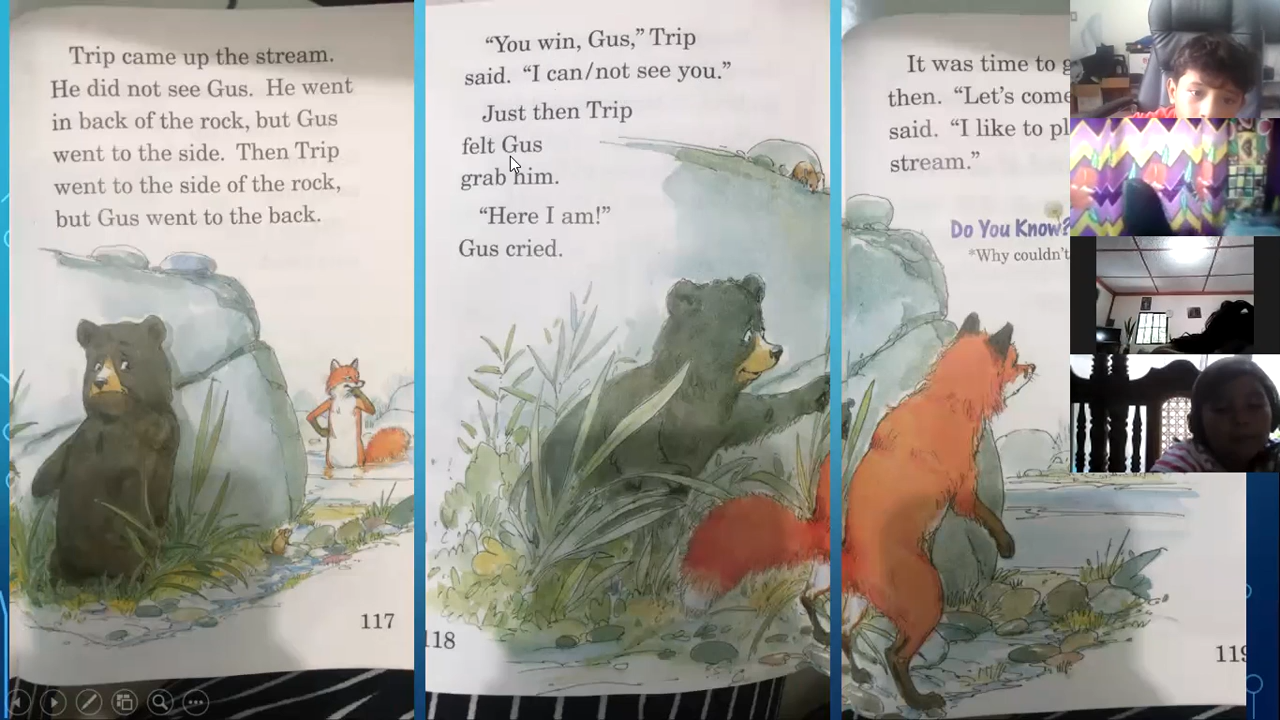 Trip came up the stream.
He did not see Gus. He went
in back of the rock, but Gus
went to the side. Then Trip
went to the side of the rock,
but Gus went to the back.
117
“You win, Gus,” Trip
said. “I can/not see you.”
Just then Trip
felt Gus
grab him.
“Here I am!”
Gus cried.
118
It was time to
then. “Let’s come
said. “I like to
stream.”
Do You Know?
*Why couldn’t
119